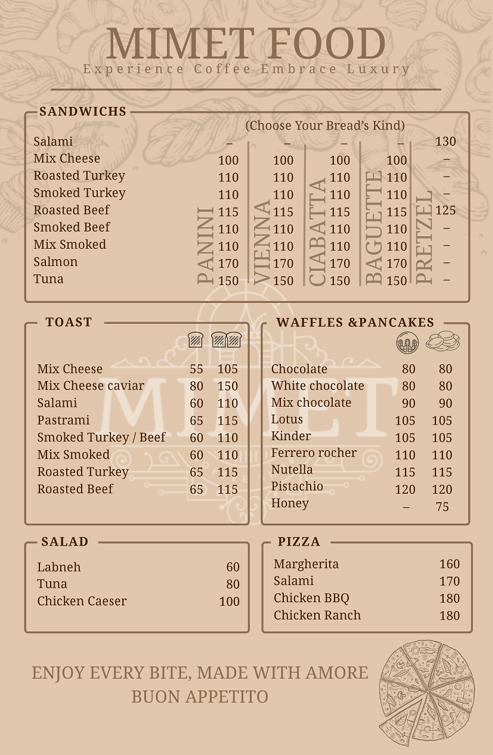 MIMET FOOD
Experience Coffee Embrace Luxury
SANDWICHS
(Choose Your Bread's Kind)
PANINI VIENNA CIABATTA BAGUETTE PRETZEL
Salami – – – – 130
Mix Cheese 100 100 100 100 –
Roasted Turkey 110 110 110 110 –
Smoked Turkey 110 110 110 110 –
Roasted Beef 115 115 115 115 125
Smoked Beef 110 110 110 110 –
Mix Smoked 110 110 110 110 –
Salmon 170 170 170 170 –
Tuna 150 150 150 150 –
TOAST
Mix Cheese 55 105
Mix Cheese caviar 80 150
Salami 60 110
Pastrami 65 115
Smoked Turkey / Beef 60 110
Mix Smoked 60 110
Roasted Turkey 65 115
Roasted Beef 65 115
WAFFLES &PANCAKES
Chocolate 80 80
White chocolate 80 80
Mix chocolate 90 90
Lotus 105 105
Kinder 105 105
Ferrero rocher 110 110
Nutella 115 115
Pistachio 120 120
Honey – 75
MIMET
SALAD
Labneh 60
Tuna 80
Chicken Caeser 100
PIZZA
Margherita 160
Salami 170
Chicken BBQ 180
Chicken Ranch 180
ENJOY EVERY BITE, MADE WITH AMORE
BUON APPETITO